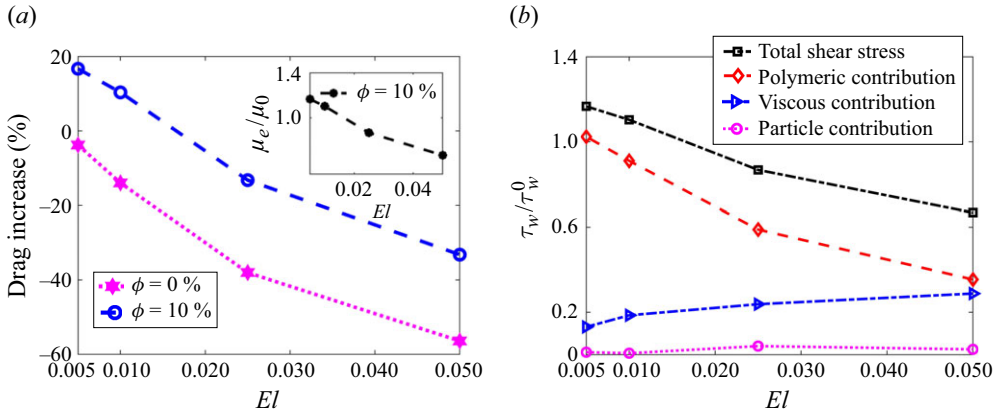 (a)
20
0
–20
–40
–60
Drag increase (%)
0.005 0.010 0.020 0.030 0.040 0.050
El
ϕ = 0 %
ϕ = 10 %
1.4
1.0
μe/μ0
ϕ = 10 %
0.02 0.04
El
(b)
1.4
1.0
0.6
0.2
0
τw/τ⁰w
0.005 0.010 0.020 0.030 0.040 0.050
El
Total shear stress
Polymeric contribution
Viscous contribution
Particle contribution